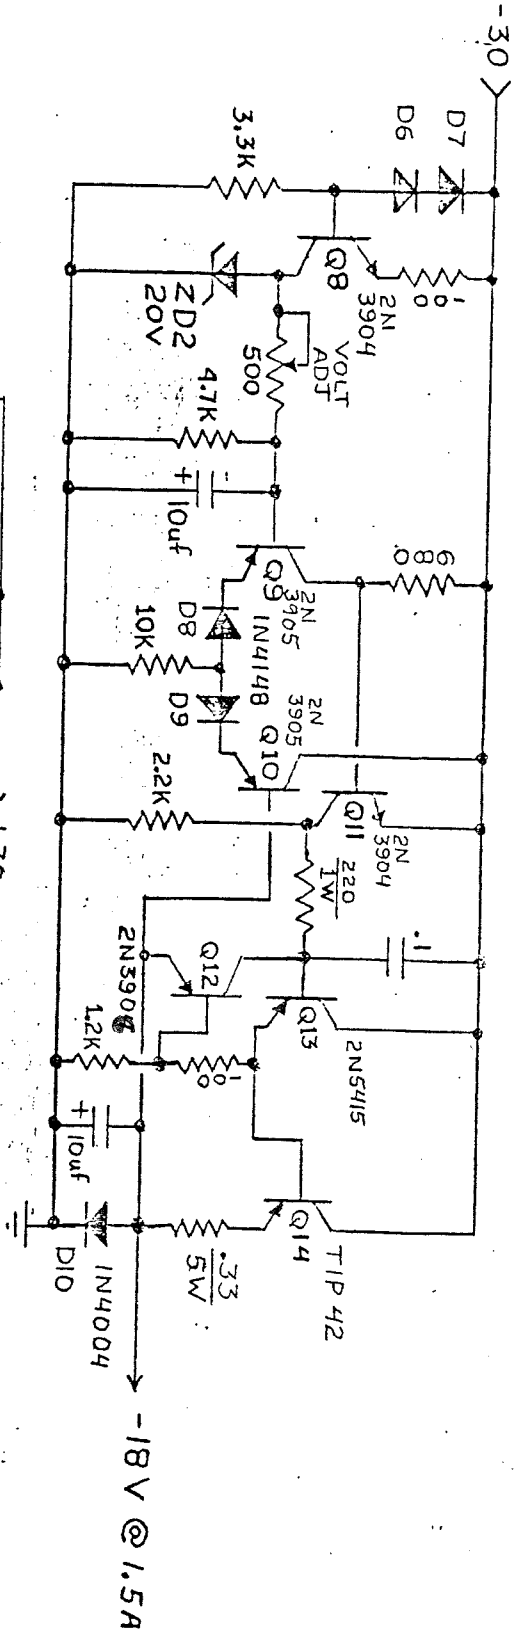 -30
D7
D6
3.3K
Q8
2N
3904
100
ZD2
20V
VOLT
ADJ
500
4.7K
+
-
10uf
Q9
2N
3905
680
D8
1N4148
D9
10K
Q10
2N
3905
2.2K
Q11
2N
3904
220
1W
.1
Q12
Q13
2N5415
1.2K
100
+
10uf
Q14
TIP 42
.33
5W
1N4004
D10
-18V @ 1.5A